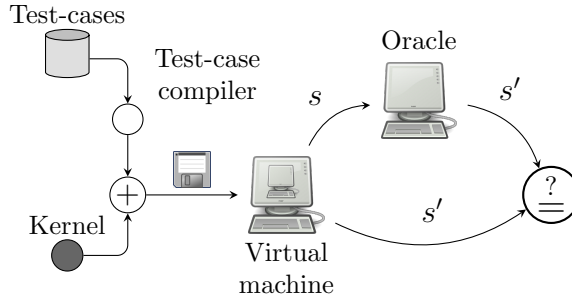 Test-cases
Test-case
compiler
Oracle
s
s′
+
Kernel
Virtual
machine
s′
?
=